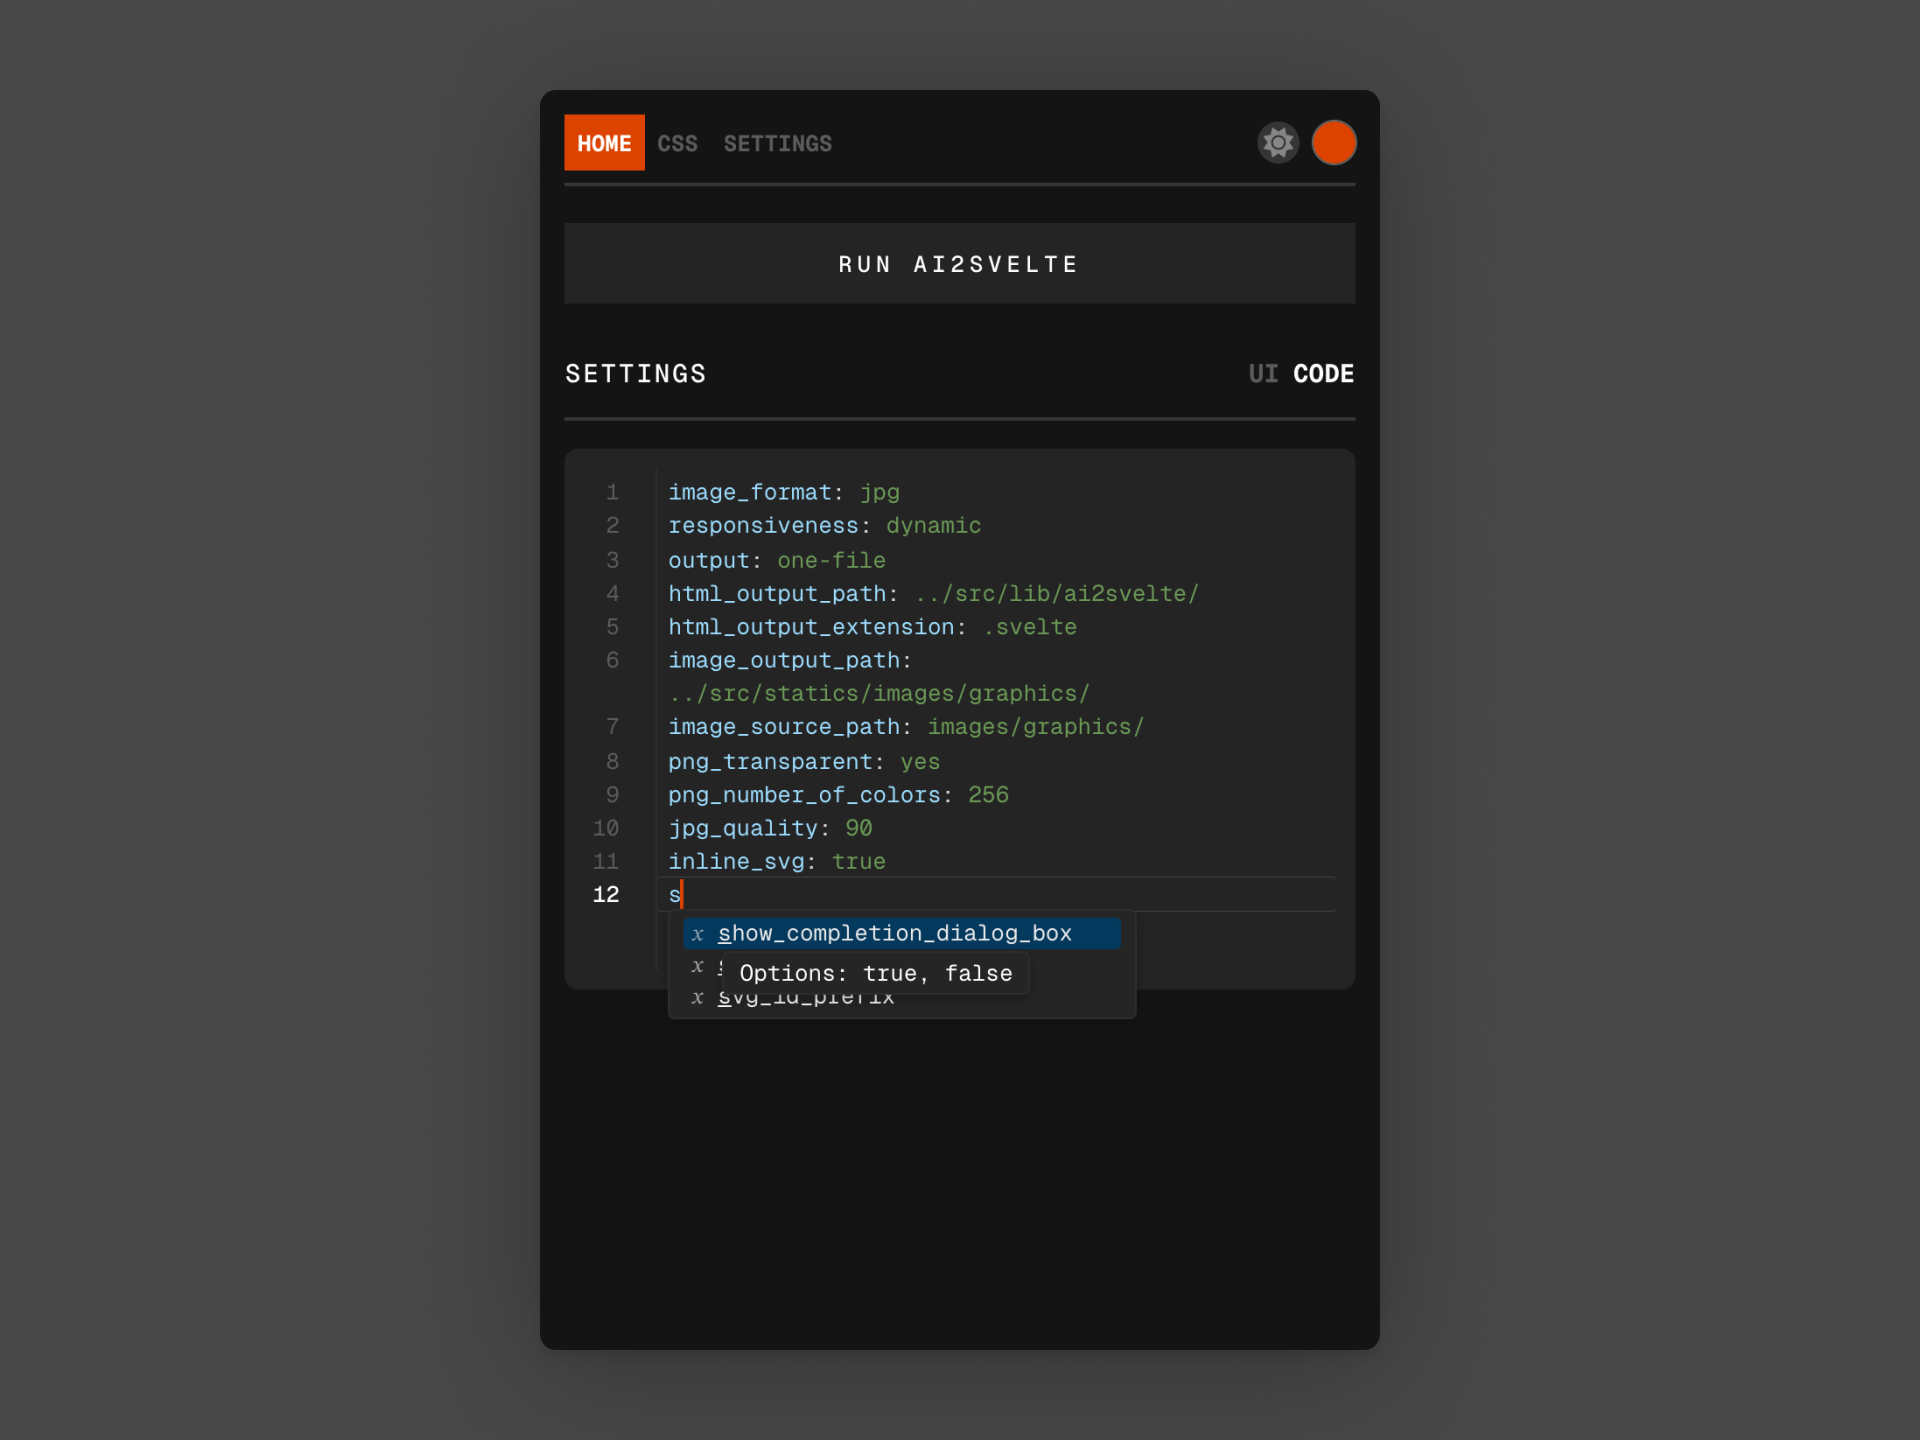 HOME CSS SETTINGS
RUN AI2SVELTE
SETTINGS
UI CODE
1 image_format: jpg
2 responsiveness: dynamic
3 output: one-file
4 html_output_path: ../src/lib/ai2svelte/
5 html_output_extension: .svelte
6 image_output_path:
../src/statics/images/graphics/
7 image_source_path: images/graphics/
8 png_transparent: yes
9 png_number_of_colors: 256
10 jpg_quality: 90
11 inline_svg: true
12 s
x show_completion_dialog_box
x
Options: true, false
x svg_id_prefix